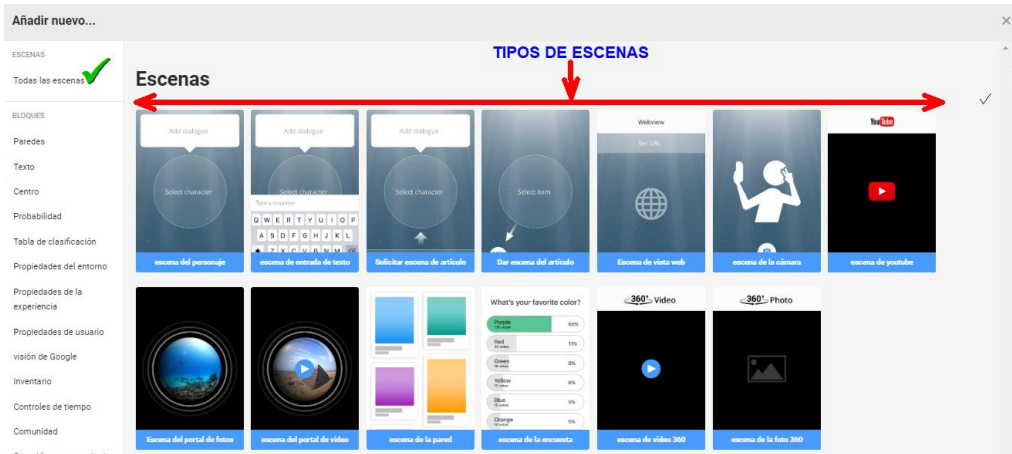 Añadir nuevo...
ESCENAS
Todas las escenas
BLOQUES
Paredes
Texto
Centro
Probabilidad
Tabla de clasificación
Propiedades del entorno
Propiedades de la
experiencia
Propiedades de usuario
visión de Google
Inventario
Controles de tiempo
Comunidad
TIPOS DE ESCENAS
Escenas
Add dialogue
Select character
escena del personaje
Add dialogue
Select character
Type a response
Q W E R T Y U I O P
A S D F G H J K L
Z X C V B N M
escena de entrada de texto
Add dialogue
Select character
Solicitar escena de artículo
Select item
Dar escena del artículo
Webview
Set URL
Escena de vista web
escena de la cámara
YouTube
escena de youtube
Escena del portal de fotos
escena del portal de video
escena de la pared
What's your favorite color?
Purple
65%
Red
11%
Green
Yellow
Blue
5%
Orange
5%
escena de la encuesta
360° Video
escena de vídeo 360
360° Photo
escena de la foto 360